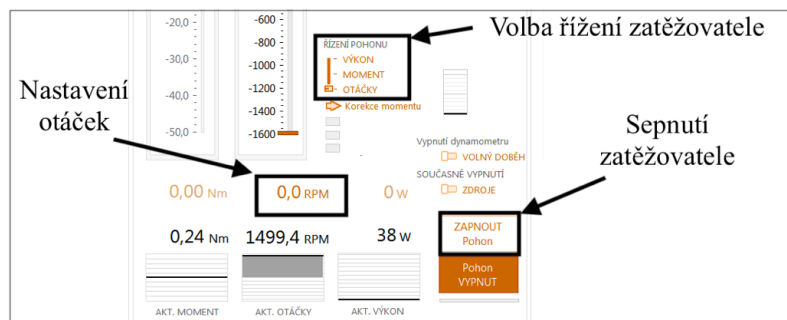 Volba řížení zatěžovatele
Nastavení
otáček
Sepnutí
zatěžovatele
-20,0
-30,0
-40,0
-50,0
-600
-800
-1000
-1200
-1400
-1600
ŘÍZENÍ POHONU
VÝKON
MOMENT
OTÁČKY
Korekce momentu
Vypnutí dynamometru
VOLNÝ DOBĚH
SOUČASNÉ VYPNUTÍ
ZDROJE
0,00 Nm
0,0 RPM
0 W
ZAPNOUT
Pohon
0,24 Nm
1499,4 RPM
38 W
Pohon
VYPNUT
AKT. MOMENT
AKT. OTÁČKY
AKT. VÝKON